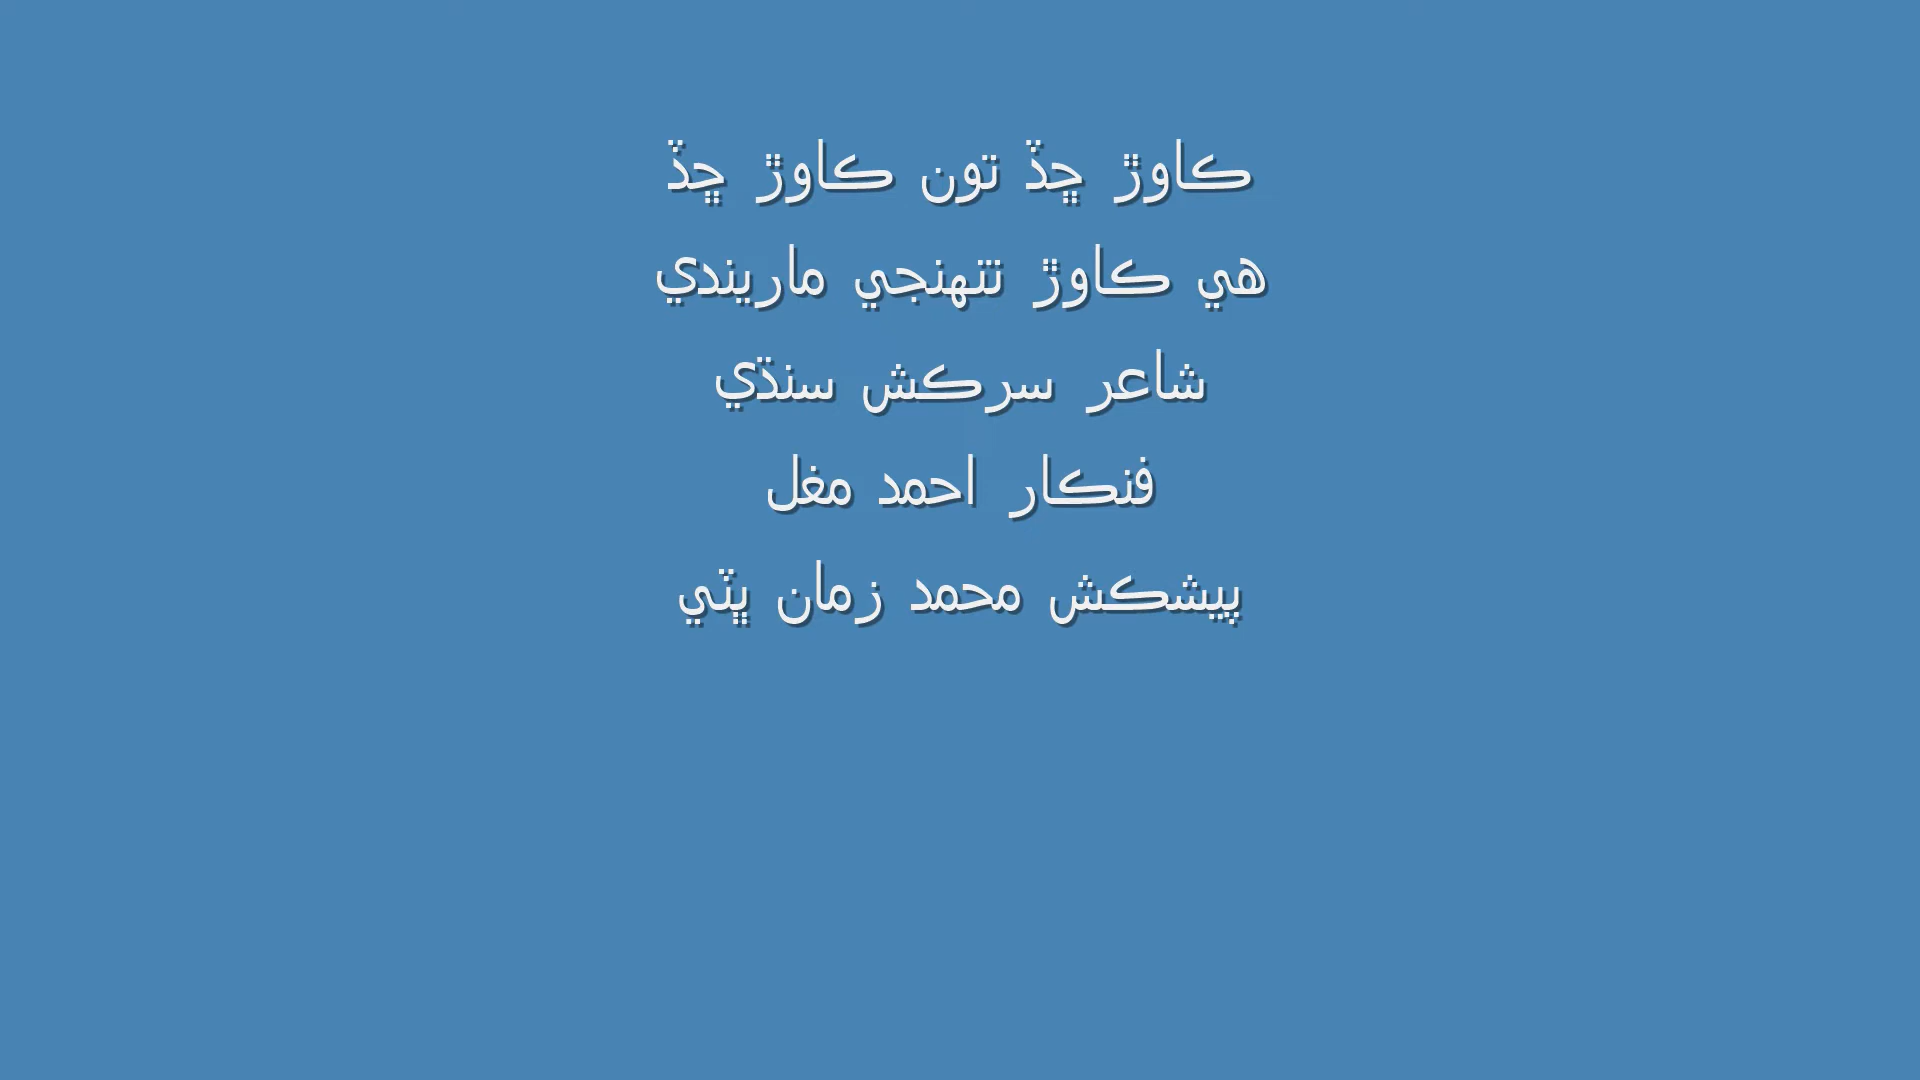 ڪاوڙ ڇڏ تون ڪاوڙ ڇڏ
هي ڪاوڙ تنهنجي ماريندي
شاعر سرڪش سنڌي
فنڪار احمد مغل
پيشڪش محمد زمان ڀٽي